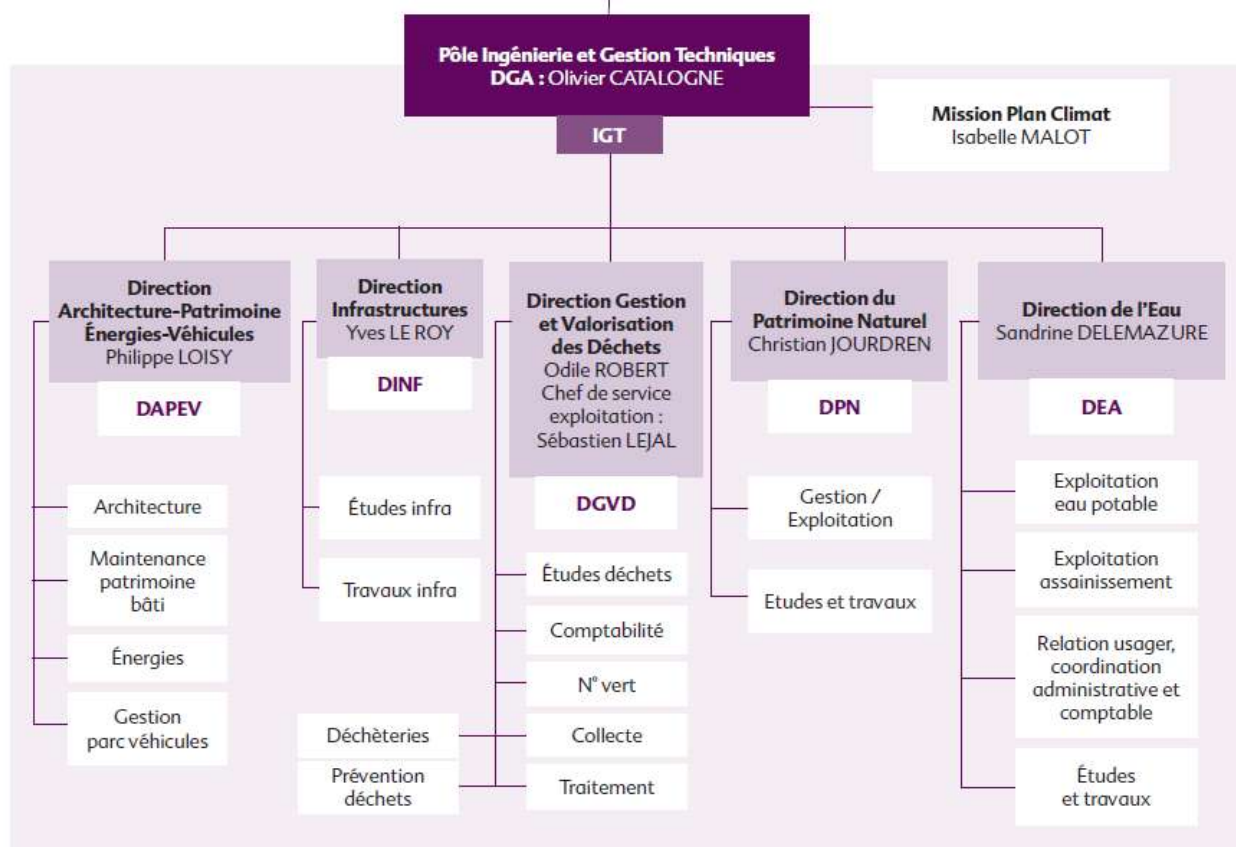 Pôle Ingénierie et Gestion Techniques
DGA : Olivier CATALOGNE
IGT
Mission Plan Climat
Isabelle MALOT
Direction
Architecture-Patrimoine
Énergies-Véhicules
Philippe LOISY
DAPEV
Architecture
Maintenance
patrimoine
bâti
Énergies
Gestion
parc véhicules
Direction
Infrastructures
Yves LE ROY
DINF
Études infra
Travaux infra
Direction Gestion
et Valorisation
des Déchets
Odile ROBERT
Chef de service
exploitation :
Sébastien LEJAL
DGVD
Études déchets
Comptabilité
N° vert
Déchèteries
Collecte
Prévention
déchets
Traitement
Direction du
Patrimoine Naturel
Christian JOURDREN
DPN
Gestion /
Exploitation
Etudes et travaux
Direction de l'Eau
Sandrine DELEMAZURE
DEA
Exploitation
eau potable
Exploitation
assainissement
Relation usager,
coordination
administrative et
comptable
Études
et travaux